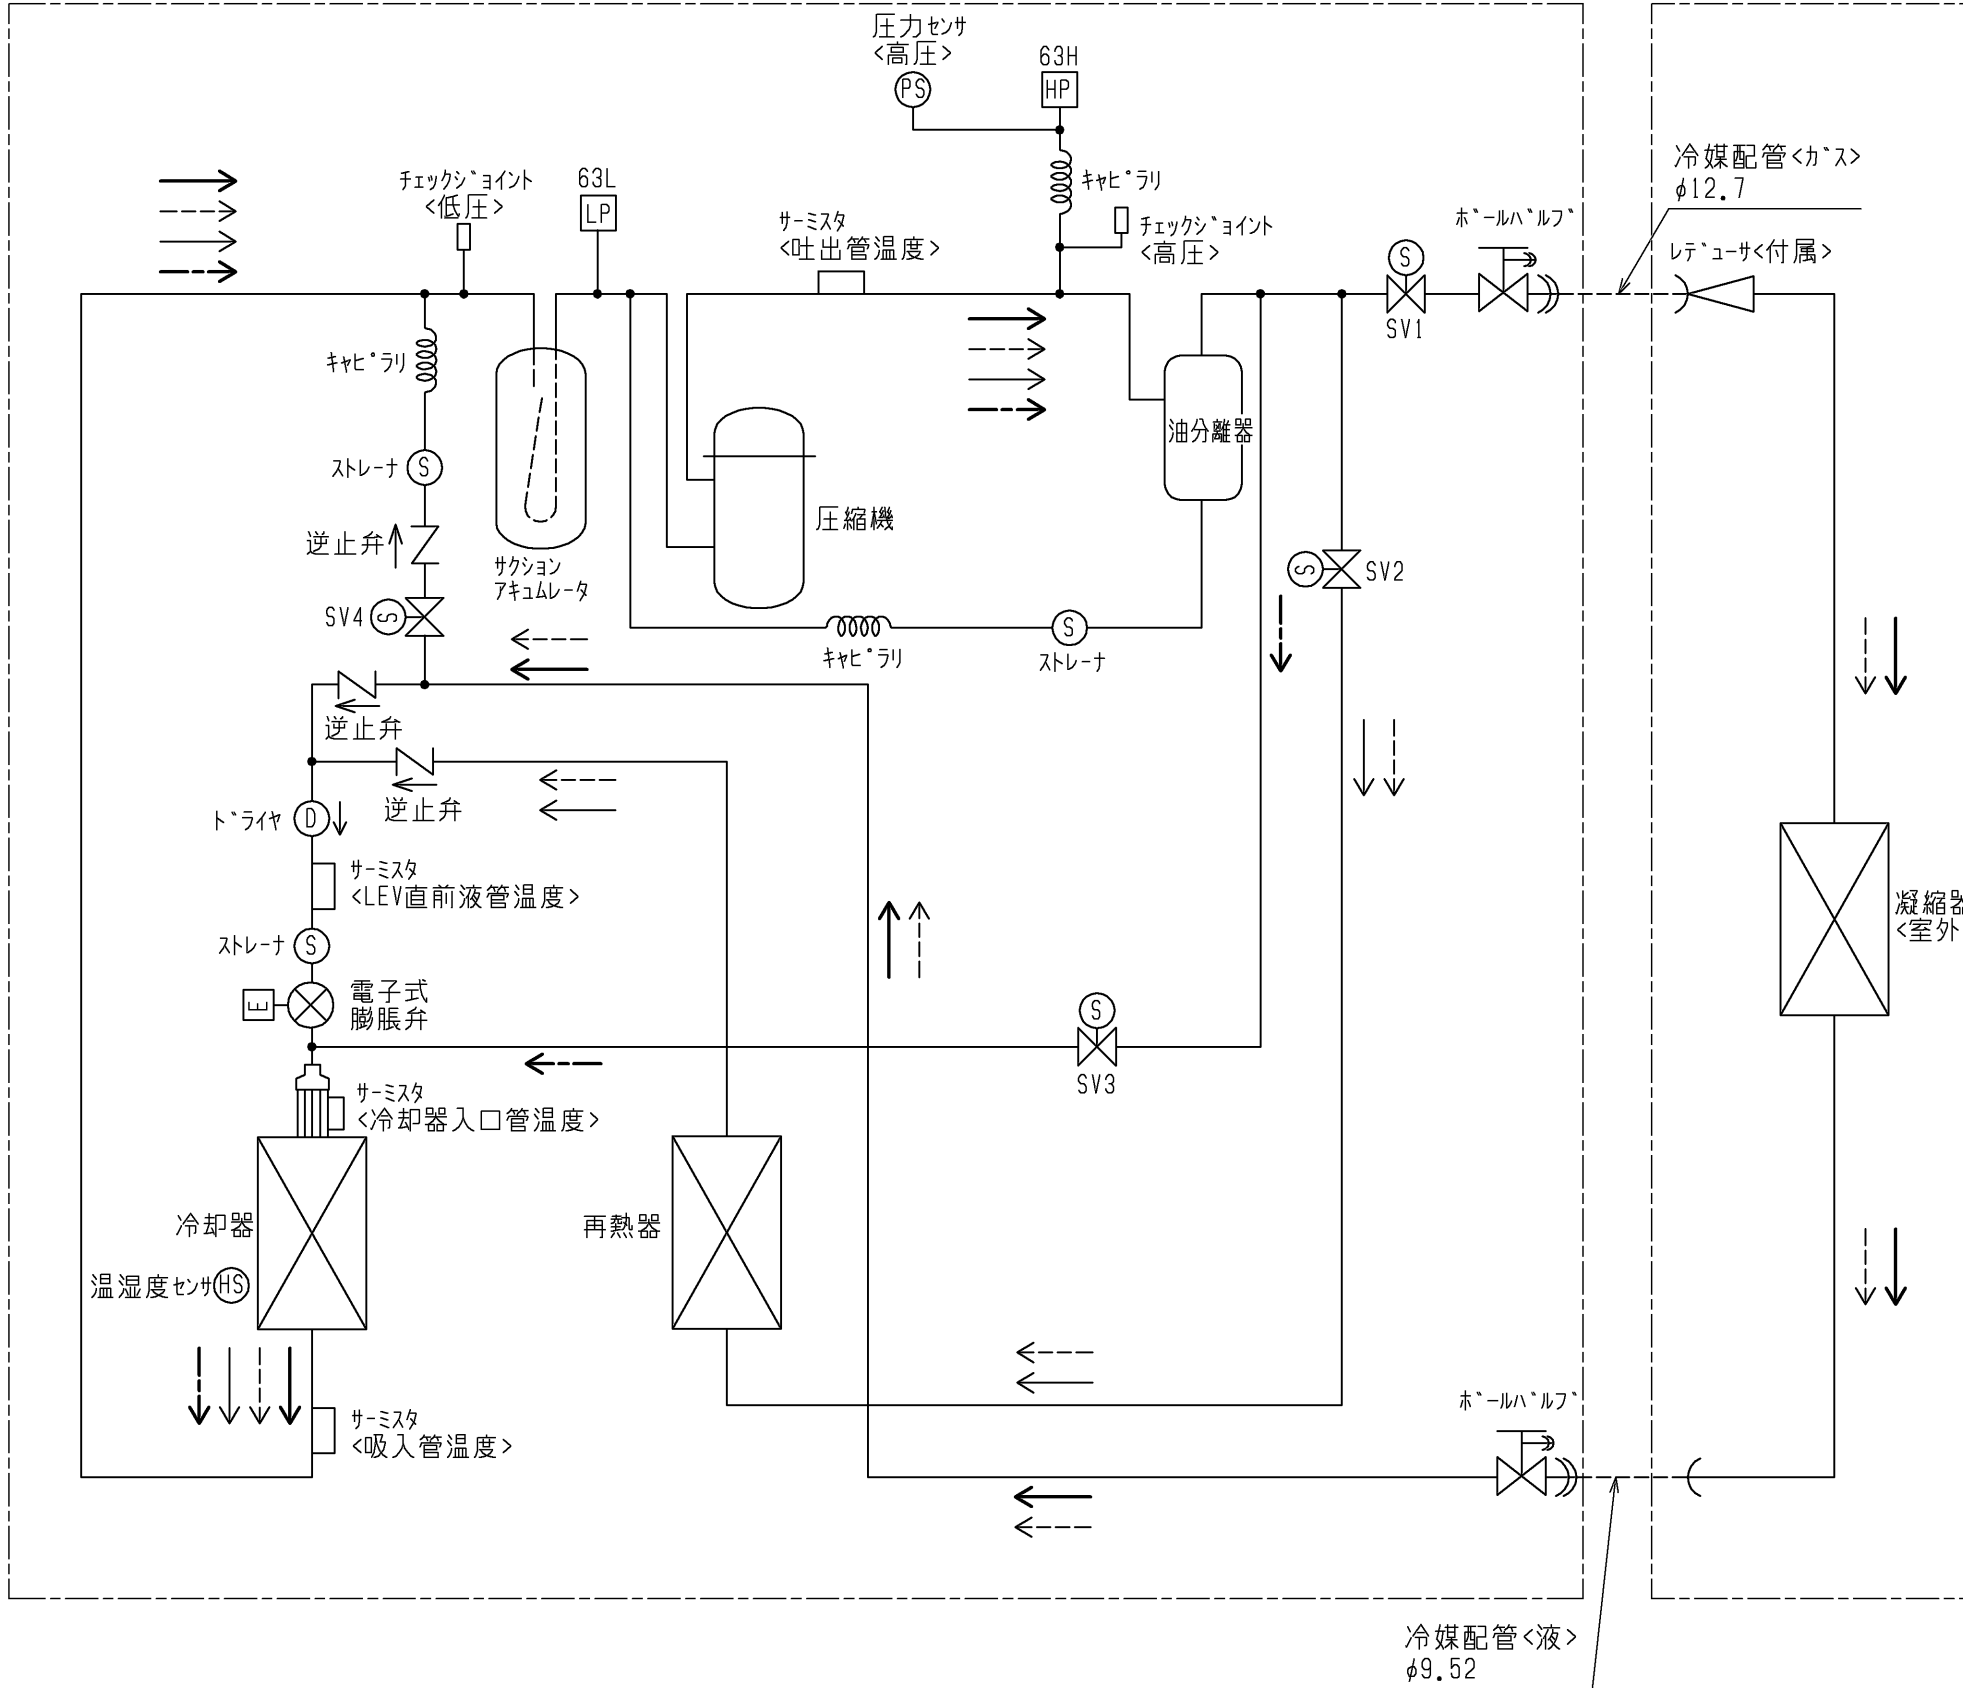 圧力センサ
<高圧>
PS
63H
HP
キャピラリ
チェックジョイント
<高圧>
チェックジョイント
<低圧>
63L
LP
サーミスタ
<吐出管温度>
冷媒配管<ガス>
φ12.7
ボールバルブ
レデューサ<付属>
S
SV1
キャピラリ
ストレーナ
S
逆止弁
SV4
S
サクション
アキュムレータ
圧縮機
油分離器
S
SV2
キャピラリ
S
ストレーナ
逆止弁
逆止弁
ドライヤ
D
サーミスタ
<LEV直前液管温度>
ストレーナ
S
E
電子式
膨脹弁
S
SV3
サーミスタ
<冷却器入口管温度>
冷却器
温湿度センサ
HS
再熱器
サーミスタ
<吸入管温度>
凝縮器
<室外
ボールバルブ
冷媒配管<液>
φ9.52